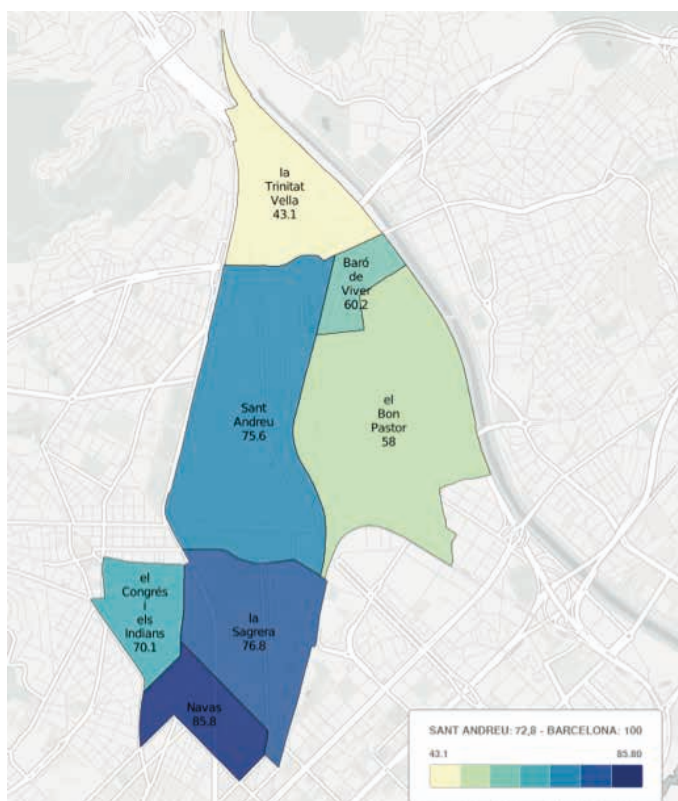 la
Trinitat
Vella
43.1
Baró
de
Viver
60.2
Sant
Andreu
75.6
el
Bon
Pastor
58
el
Congrés
i
els
Indians
70.1
la
Sagrera
76.8
Navas
85.8
SANT ANDREU: 72,8 - BARCELONA: 100
43.1 85.80